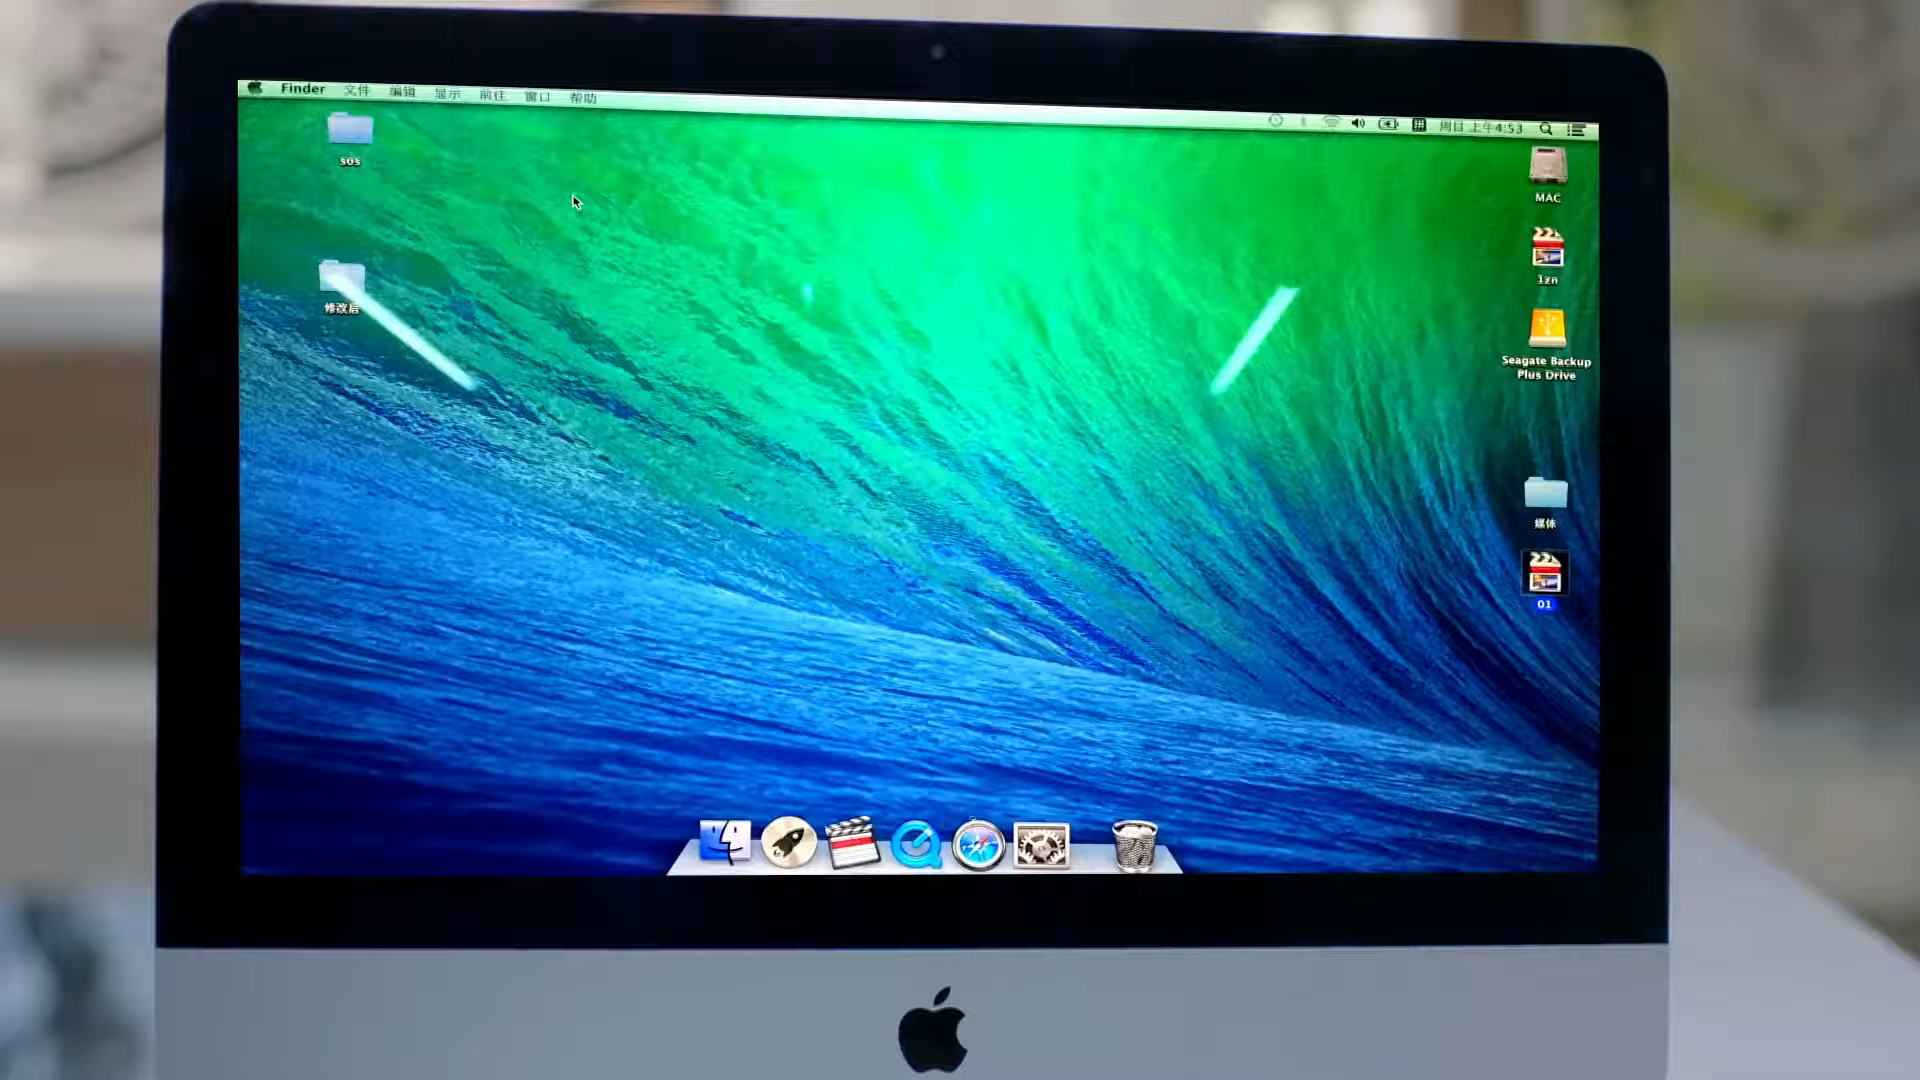 Finder 文件 编辑 显示 前往 窗口 帮助
周日 上午4:53
sos
修改后
MAC
1zn
Seagate Backup
Plus Drive
媒体
01